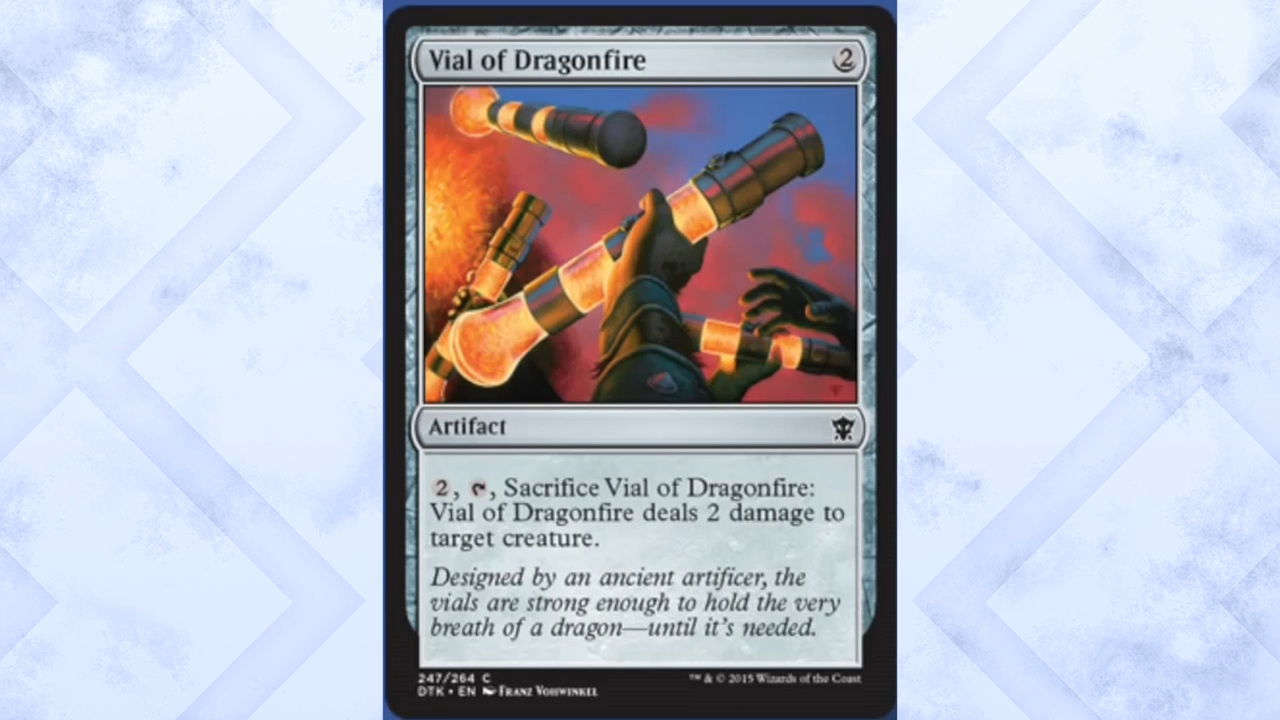 Vial of Dragonfire 2
Artifact
2, , Sacrifice Vial of Dragonfire:
Vial of Dragonfire deals 2 damage to
target creature.
Designed by an ancient artificer, the
vials are strong enough to hold the very
breath of a dragon—until it's needed.
247/264 C
DTK • EN Franz Vohwinkel
™ & © 2015 Wizards of the Coast